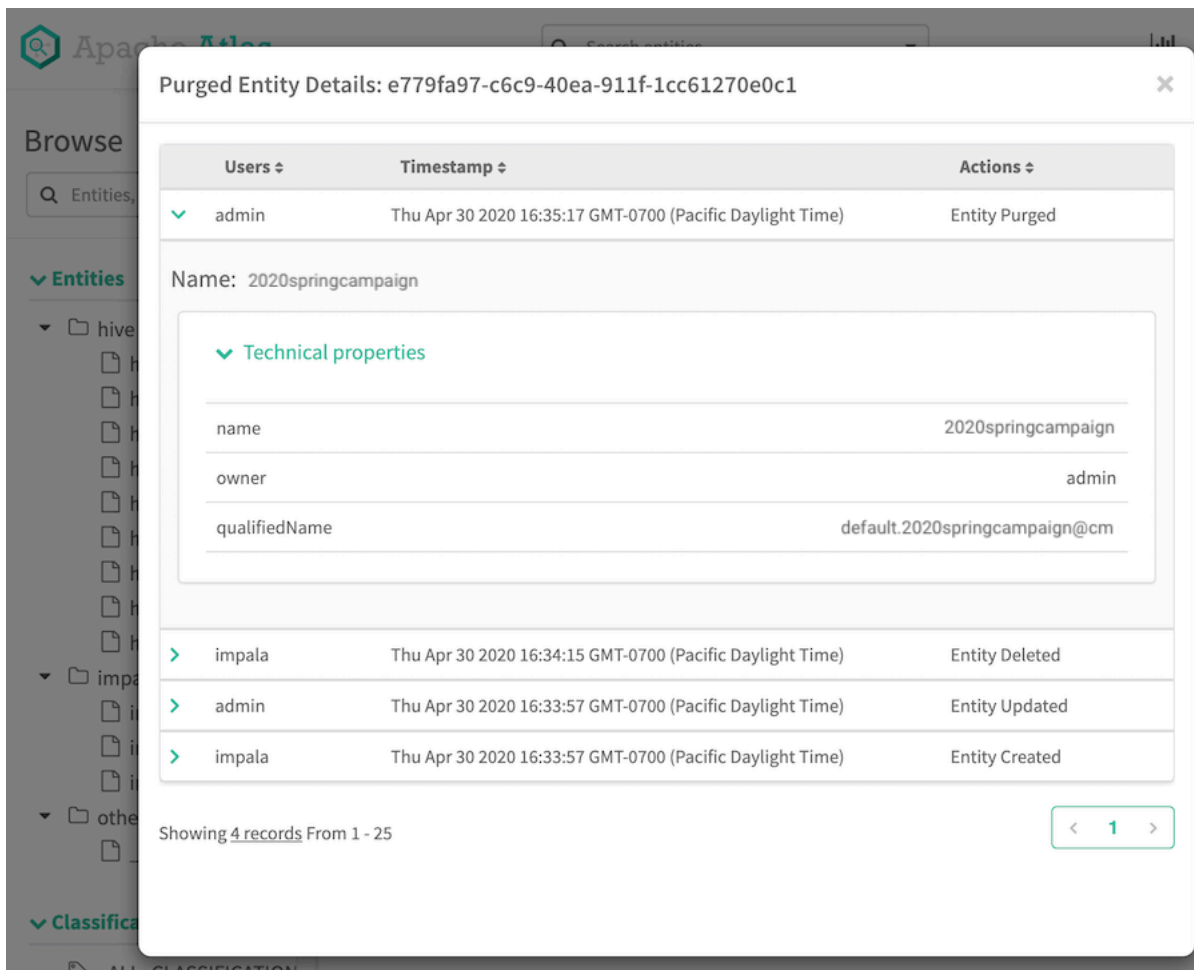 Apache Atlas
Search entities
Purged Entity Details: e779fa97-c6c9-40ea-911f-1cc61270e0c1
×
Browse
Entities,
Users Timestamp Actions
admin Thu Apr 30 2020 16:35:17 GMT-0700 (Pacific Daylight Time) Entity Purged
Entities
Name: 2020springcampaign
hive
Technical properties
h
h
name 2020springcampaign
h
h
owner admin
h
qualifiedName default.2020springcampaign@cm
h
h
h
h
impala Thu Apr 30 2020 16:34:15 GMT-0700 (Pacific Daylight Time) Entity Deleted
impa
admin Thu Apr 30 2020 16:33:57 GMT-0700 (Pacific Daylight Time) Entity Updated
impala Thu Apr 30 2020 16:33:57 GMT-0700 (Pacific Daylight Time) Entity Created
othe
Showing 4 records From 1 - 25
< 1 >
Classifica